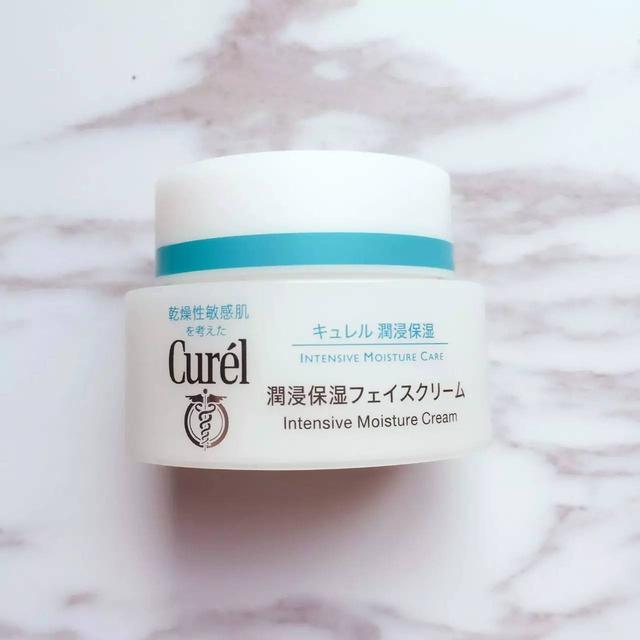 乾燥性敏感肌
を考えた
Curél
キュレル 潤浸保湿
INTENSIVE MOISTURE CARE
潤浸保湿フェイスクリーム
Intensive Moisture Cream